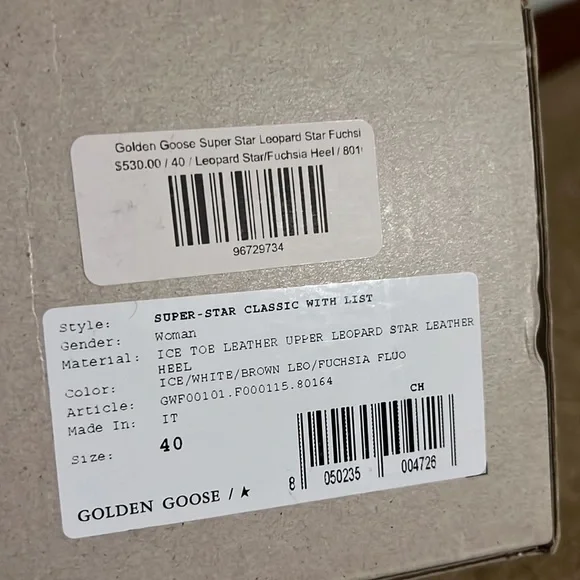 Golden Goose Super Star Leopard Star Fuchsi
$530.00 / 40 / Leopard Star/Fuchsia Heel / 801
96729734
Style: SUPER-STAR CLASSIC WITH LIST
Gender: Woman
Material: ICE TOE LEATHER UPPER LEOPARD STAR LEATHER
HEEL
Color: ICE/WHITE/BROWN LEO/FUCHSIA FLUO
Article: GWF00101.F000115.80164
Made In: IT
Size: 40
CH
8 050235 004726
GOLDEN GOOSE / ★